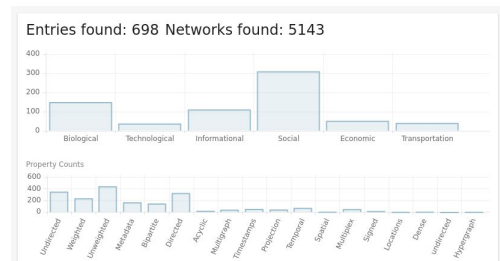 Entries found: 698 Networks found: 5143
400
300
200
100
0
Biological Technological Informational Social Economic Transportation
Property Counts
600
400
200
0
Undirected Weighted Unweighted Metadata Bipartite Directed Acyclic Multigraph Timestamps Projection Temporal Spatial Multiplex Signed Locations Dense undirected Hypergraph